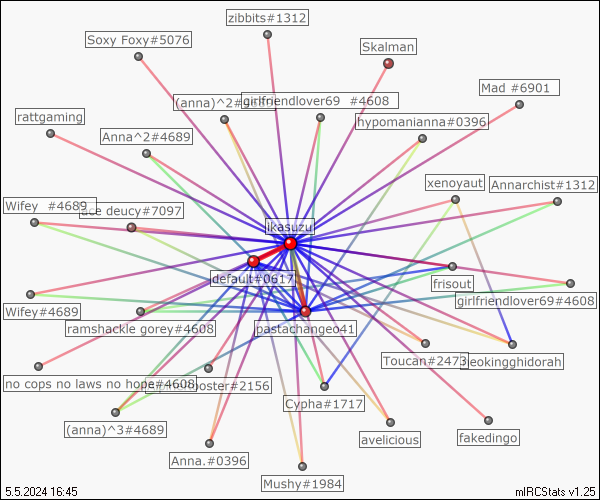 zibbits#1312
Soxy Foxy#5076
Skalman
Mad #6901
(anna)^2#
girlfriendlover69 #4608
rattgaming
hypomanianna#0396
Anna^2#4689
xenoyaut
Annarchist#1312
Wifey #4689
ace deucy#7097
ikasuzu
default#0617
frisout
girlfriendlover69#4608
Wifey#4689
ramshackle gorey#4608
pastachangeo41
Toucan#2473
eokingghidorah
no cops no laws no hope#4608
oster#2156
Cypha#1717
(anna)^3#4689
avelicious
fakedingo
Anna.#0396
Mushy#1984
5.5.2024 16:45
mIRCStats v1.25